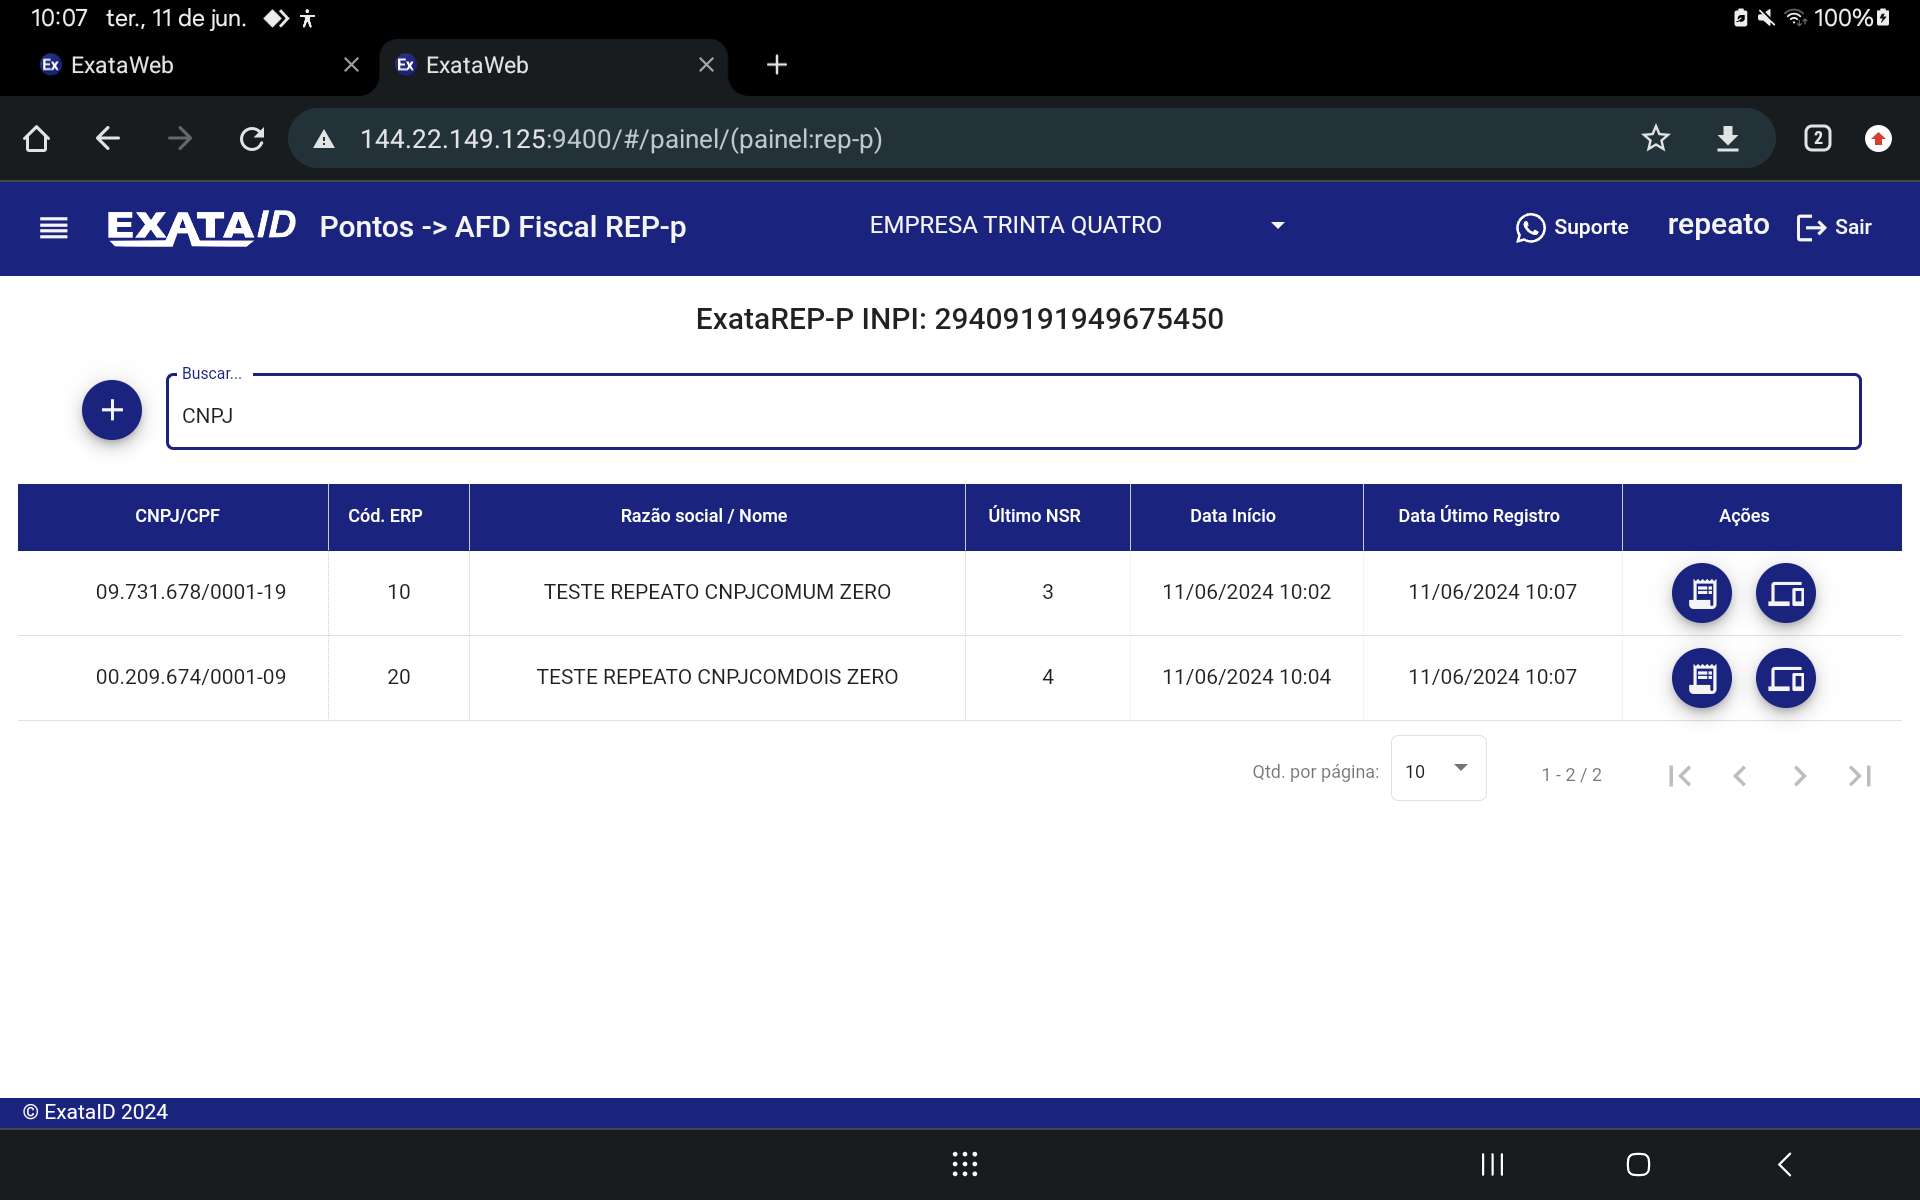 10:07 ter., 11 de jun. 100%
Ex ExataWeb Ex ExataWeb
144.22.149.125:9400/#/painel/(painel:rep-p) 2
EXATAID Pontos -> AFD Fiscal REP-p EMPRESA TRINTA QUATRO Suporte repeato Sair
ExataREP-P INPI: 29409191949675450
Buscar...
CNPJ
CNPJ/CPF Cód. ERP Razão social / Nome Último NSR Data Início Data Útimo Registro Ações
09.731.678/0001-19 10 TESTE REPEATO CNPJCOMUM ZERO 3 11/06/2024 10:02 11/06/2024 10:07
00.209.674/0001-09 20 TESTE REPEATO CNPJCOMDOIS ZERO 4 11/06/2024 10:04 11/06/2024 10:07
Qtd. por página: 10 1 - 2 / 2
© ExataID 2024